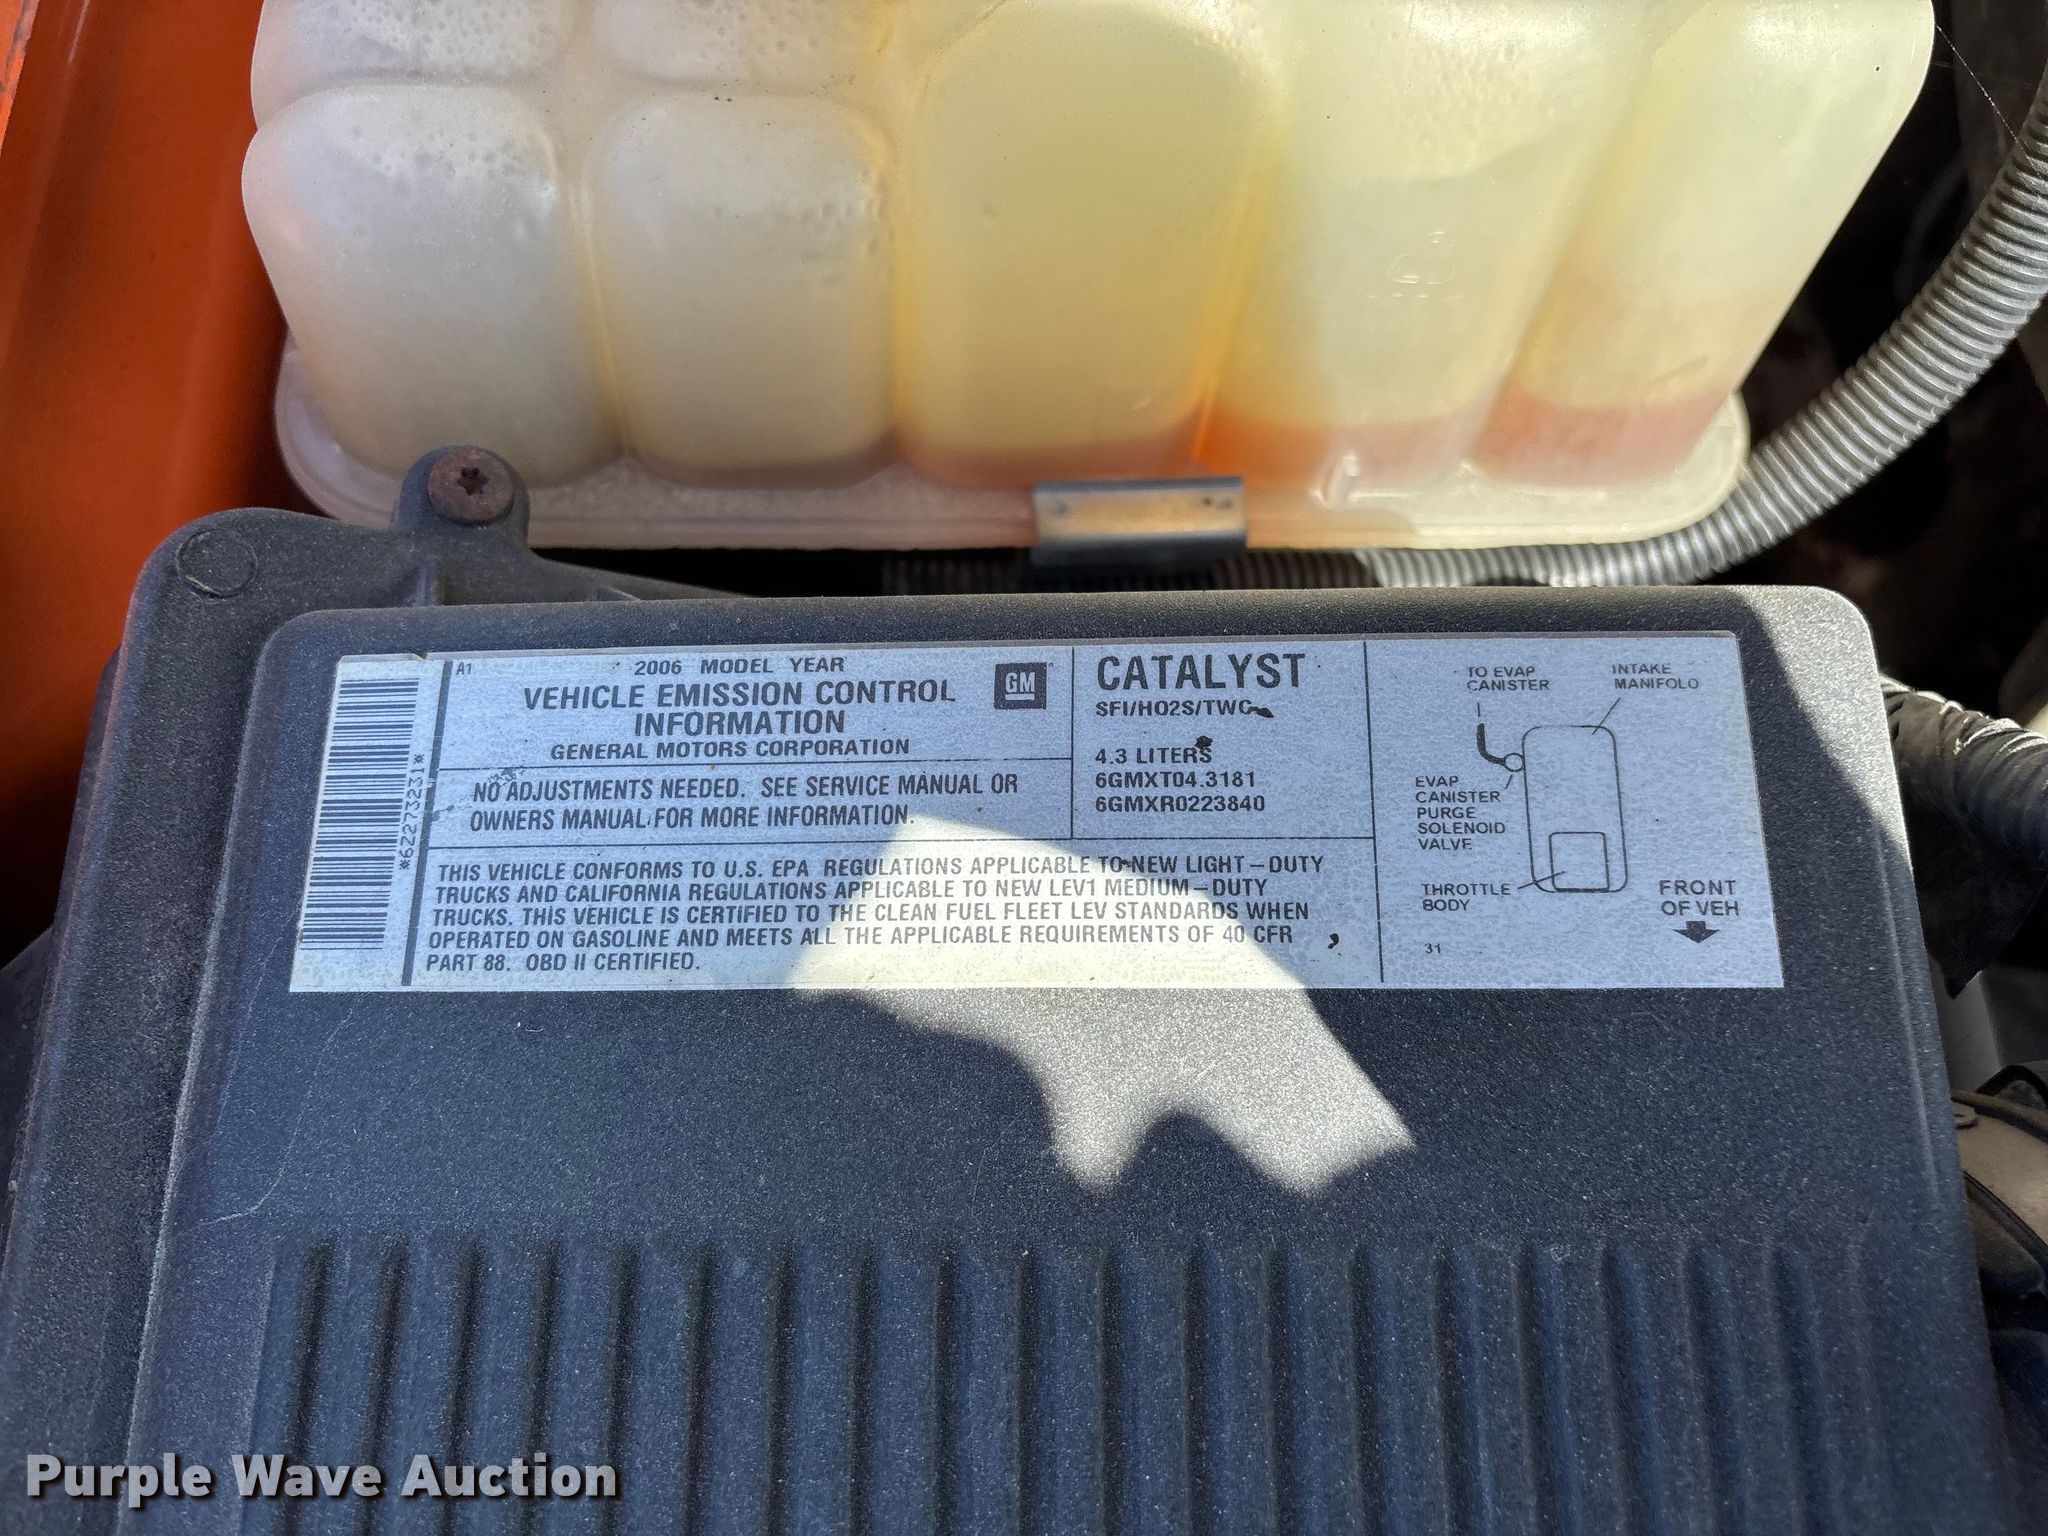 A1
2006 MODEL YEAR
VEHICLE EMISSION CONTROL
INFORMATION
GENERAL MOTORS CORPORATION
GM
NO ADJUSTMENTS NEEDED. SEE SERVICE MANUAL OR
OWNERS MANUAL FOR MORE INFORMATION.
CATALYST
SFI/HO2S/TWC
4.3 LITERS
6GMXT04.3181
6GMXR0223840
THIS VEHICLE CONFORMS TO U.S. EPA REGULATIONS APPLICABLE TO NEW LIGHT-DUTY
TRUCKS AND CALIFORNIA REGULATIONS APPLICABLE TO NEW LEV1 MEDIUM-DUTY
TRUCKS. THIS VEHICLE IS CERTIFIED TO THE CLEAN FUEL FLEET LEV STANDARDS WHEN
OPERATED ON GASOLINE AND MEETS ALL THE APPLICABLE REQUIREMENTS OF 40 CFR
PART 88. OBD II CERTIFIED.
*62273231*
TO EVAP
CANISTER
INTAKE
MANIFOLD
EVAP
CANISTER
PURGE
SOLENOID
VALVE
THROTTLE
BODY
FRONT
OF VEH
31
Purple Wave Auction